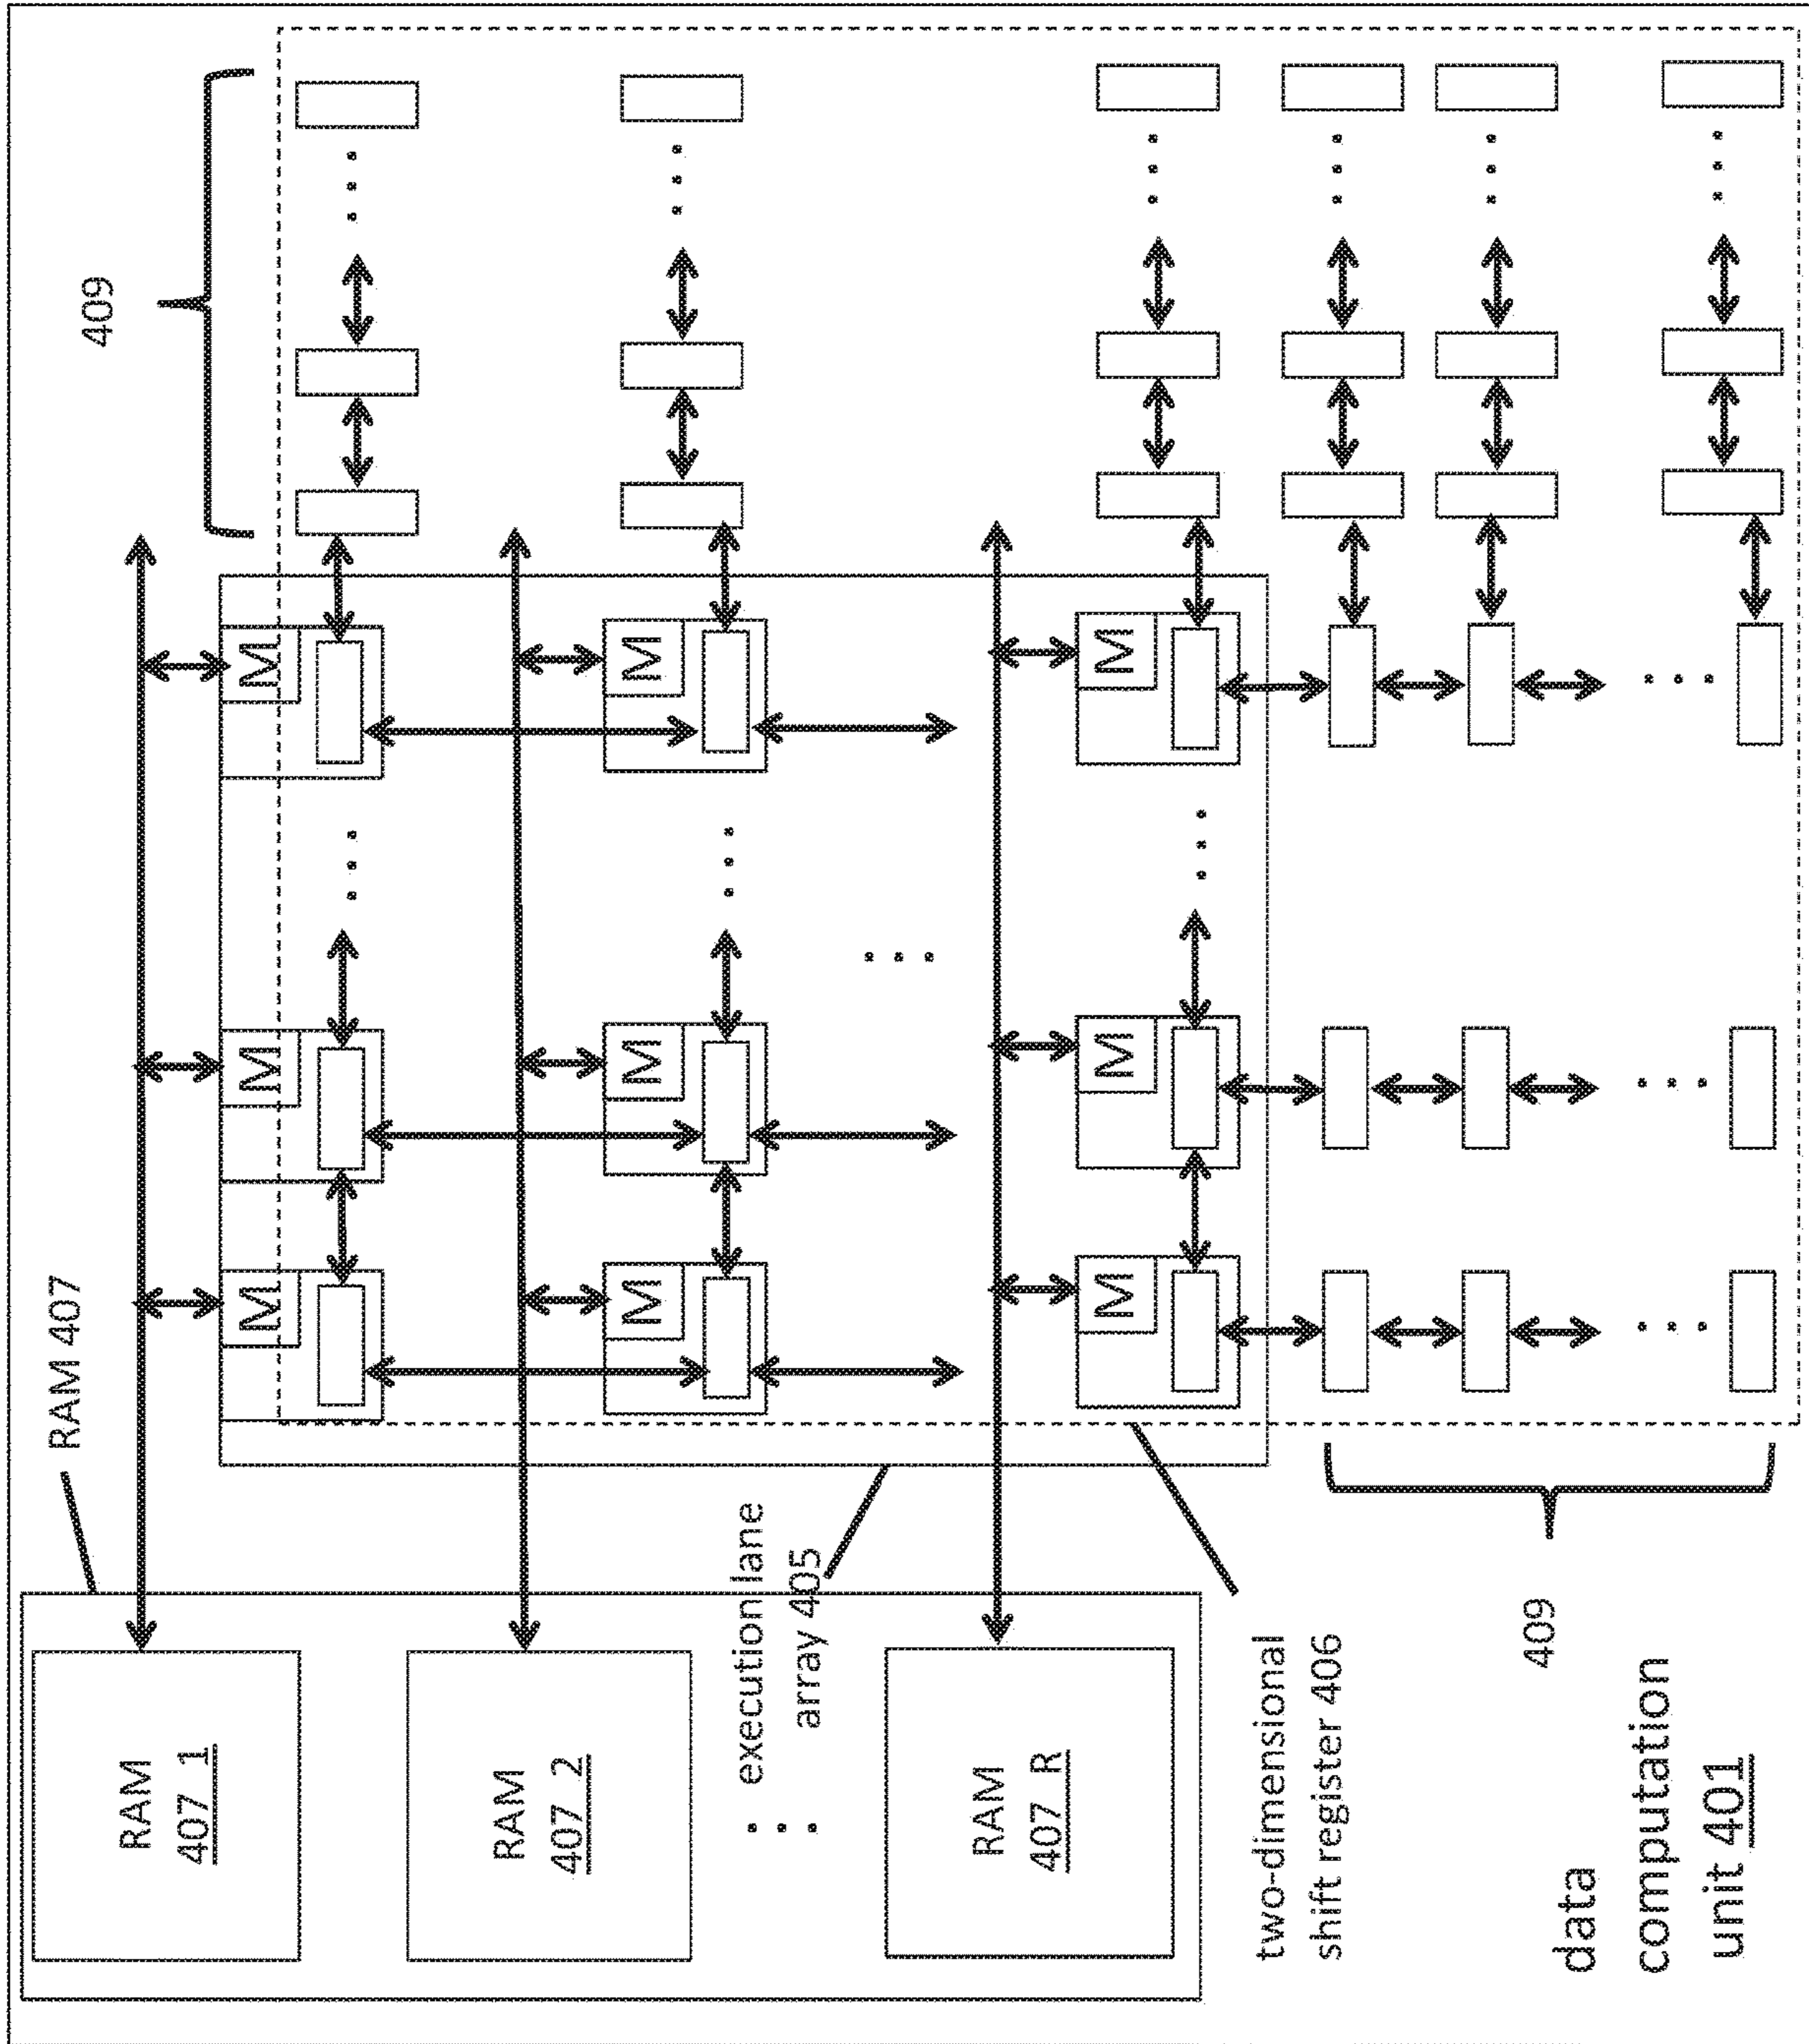 409
RAM 407
M
M
M
M
M
M
M
M
M
RAM
407_1
RAM
407_2
RAM
407_R
execution lane
array 405
two-dimensional
shift register 406
409
data
computation
unit 401